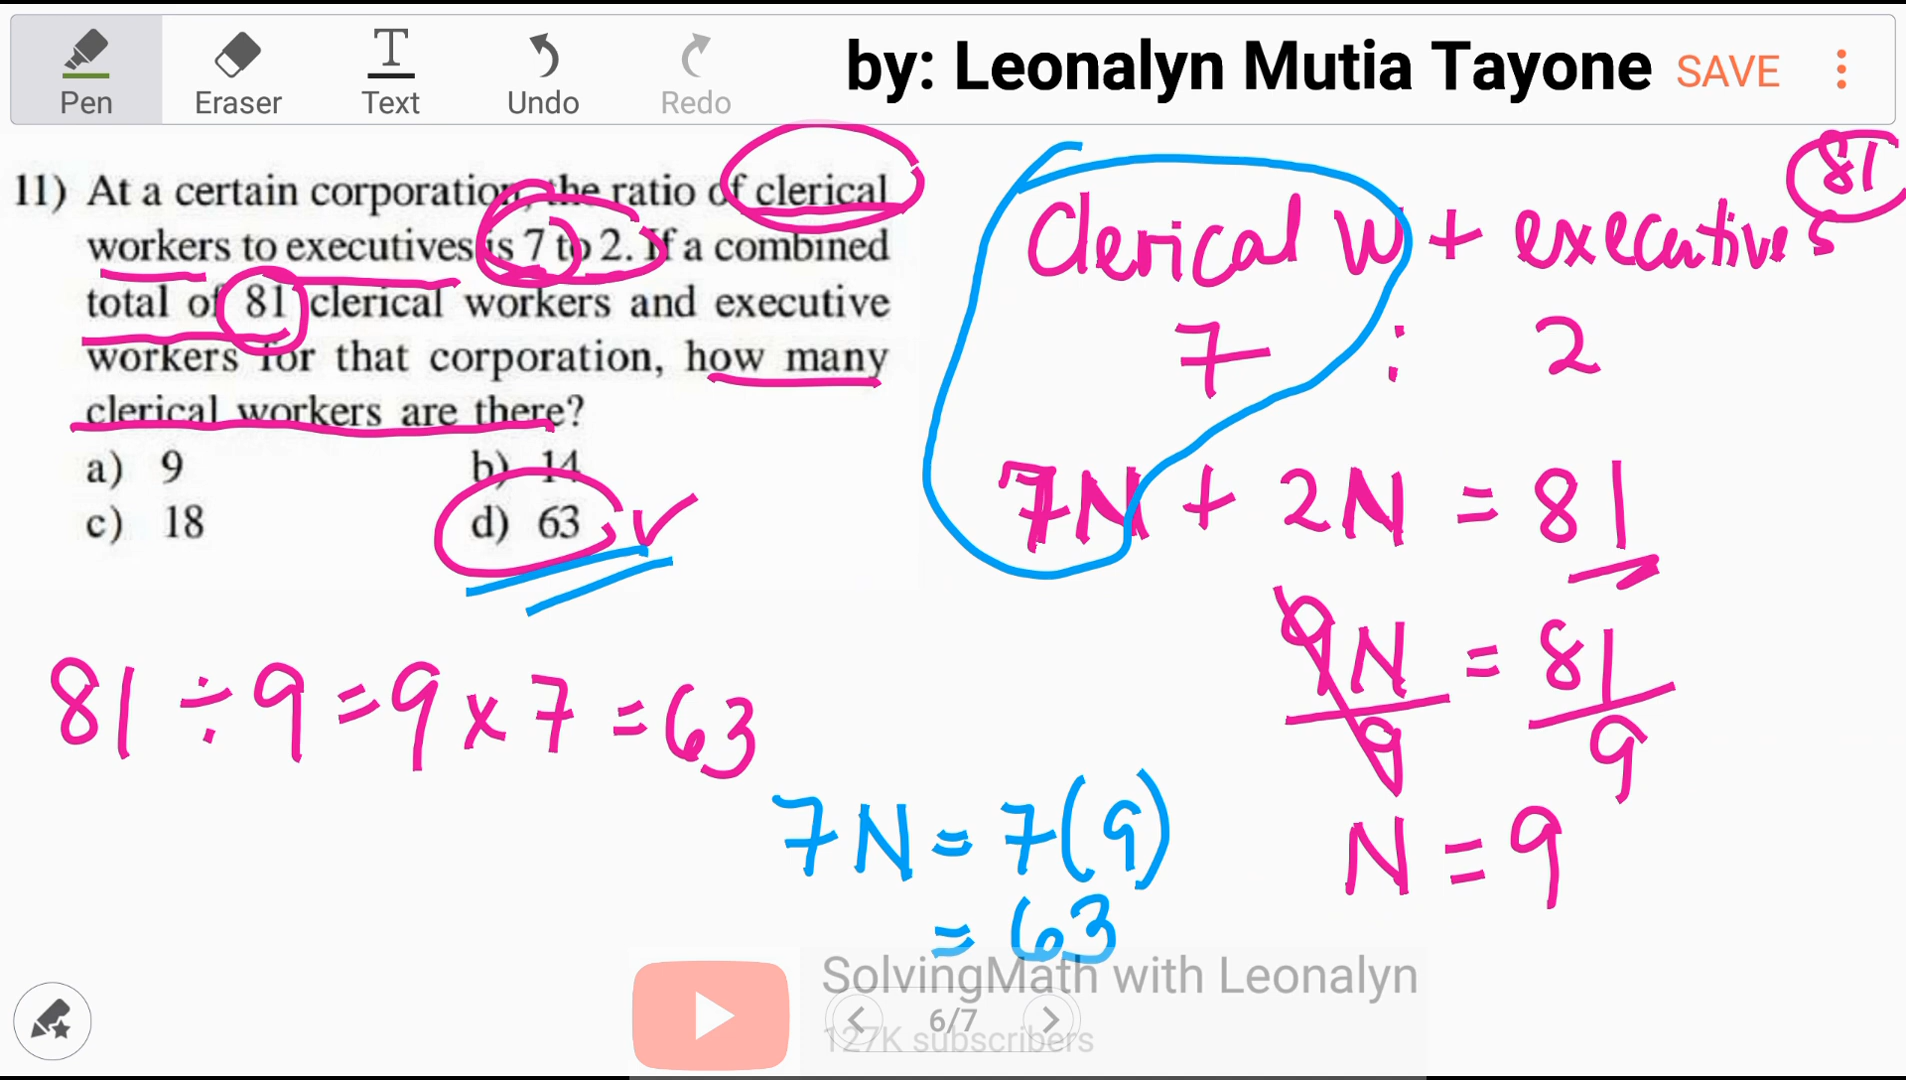 Pen
Eraser
Text
Undo
Redo
by: Leonalyn Mutia Tayone
SAVE
11) At a certain corporation, the ratio of clerical
workers to executives is 7 to 2. If a combined
total of 81 clerical workers and executive
workers for that corporation, how many
clerical workers are there?
a) 9
b) 14
c) 18
d) 63
81
Clerical W + executives
7 : 2
7N + 2N = 81
9N = 81
9 9
N = 9
81 ÷ 9 = 9 x 7 = 63
7N = 7(9)
= 63
SolvingMath with Leonalyn
6/7
127K subscribers